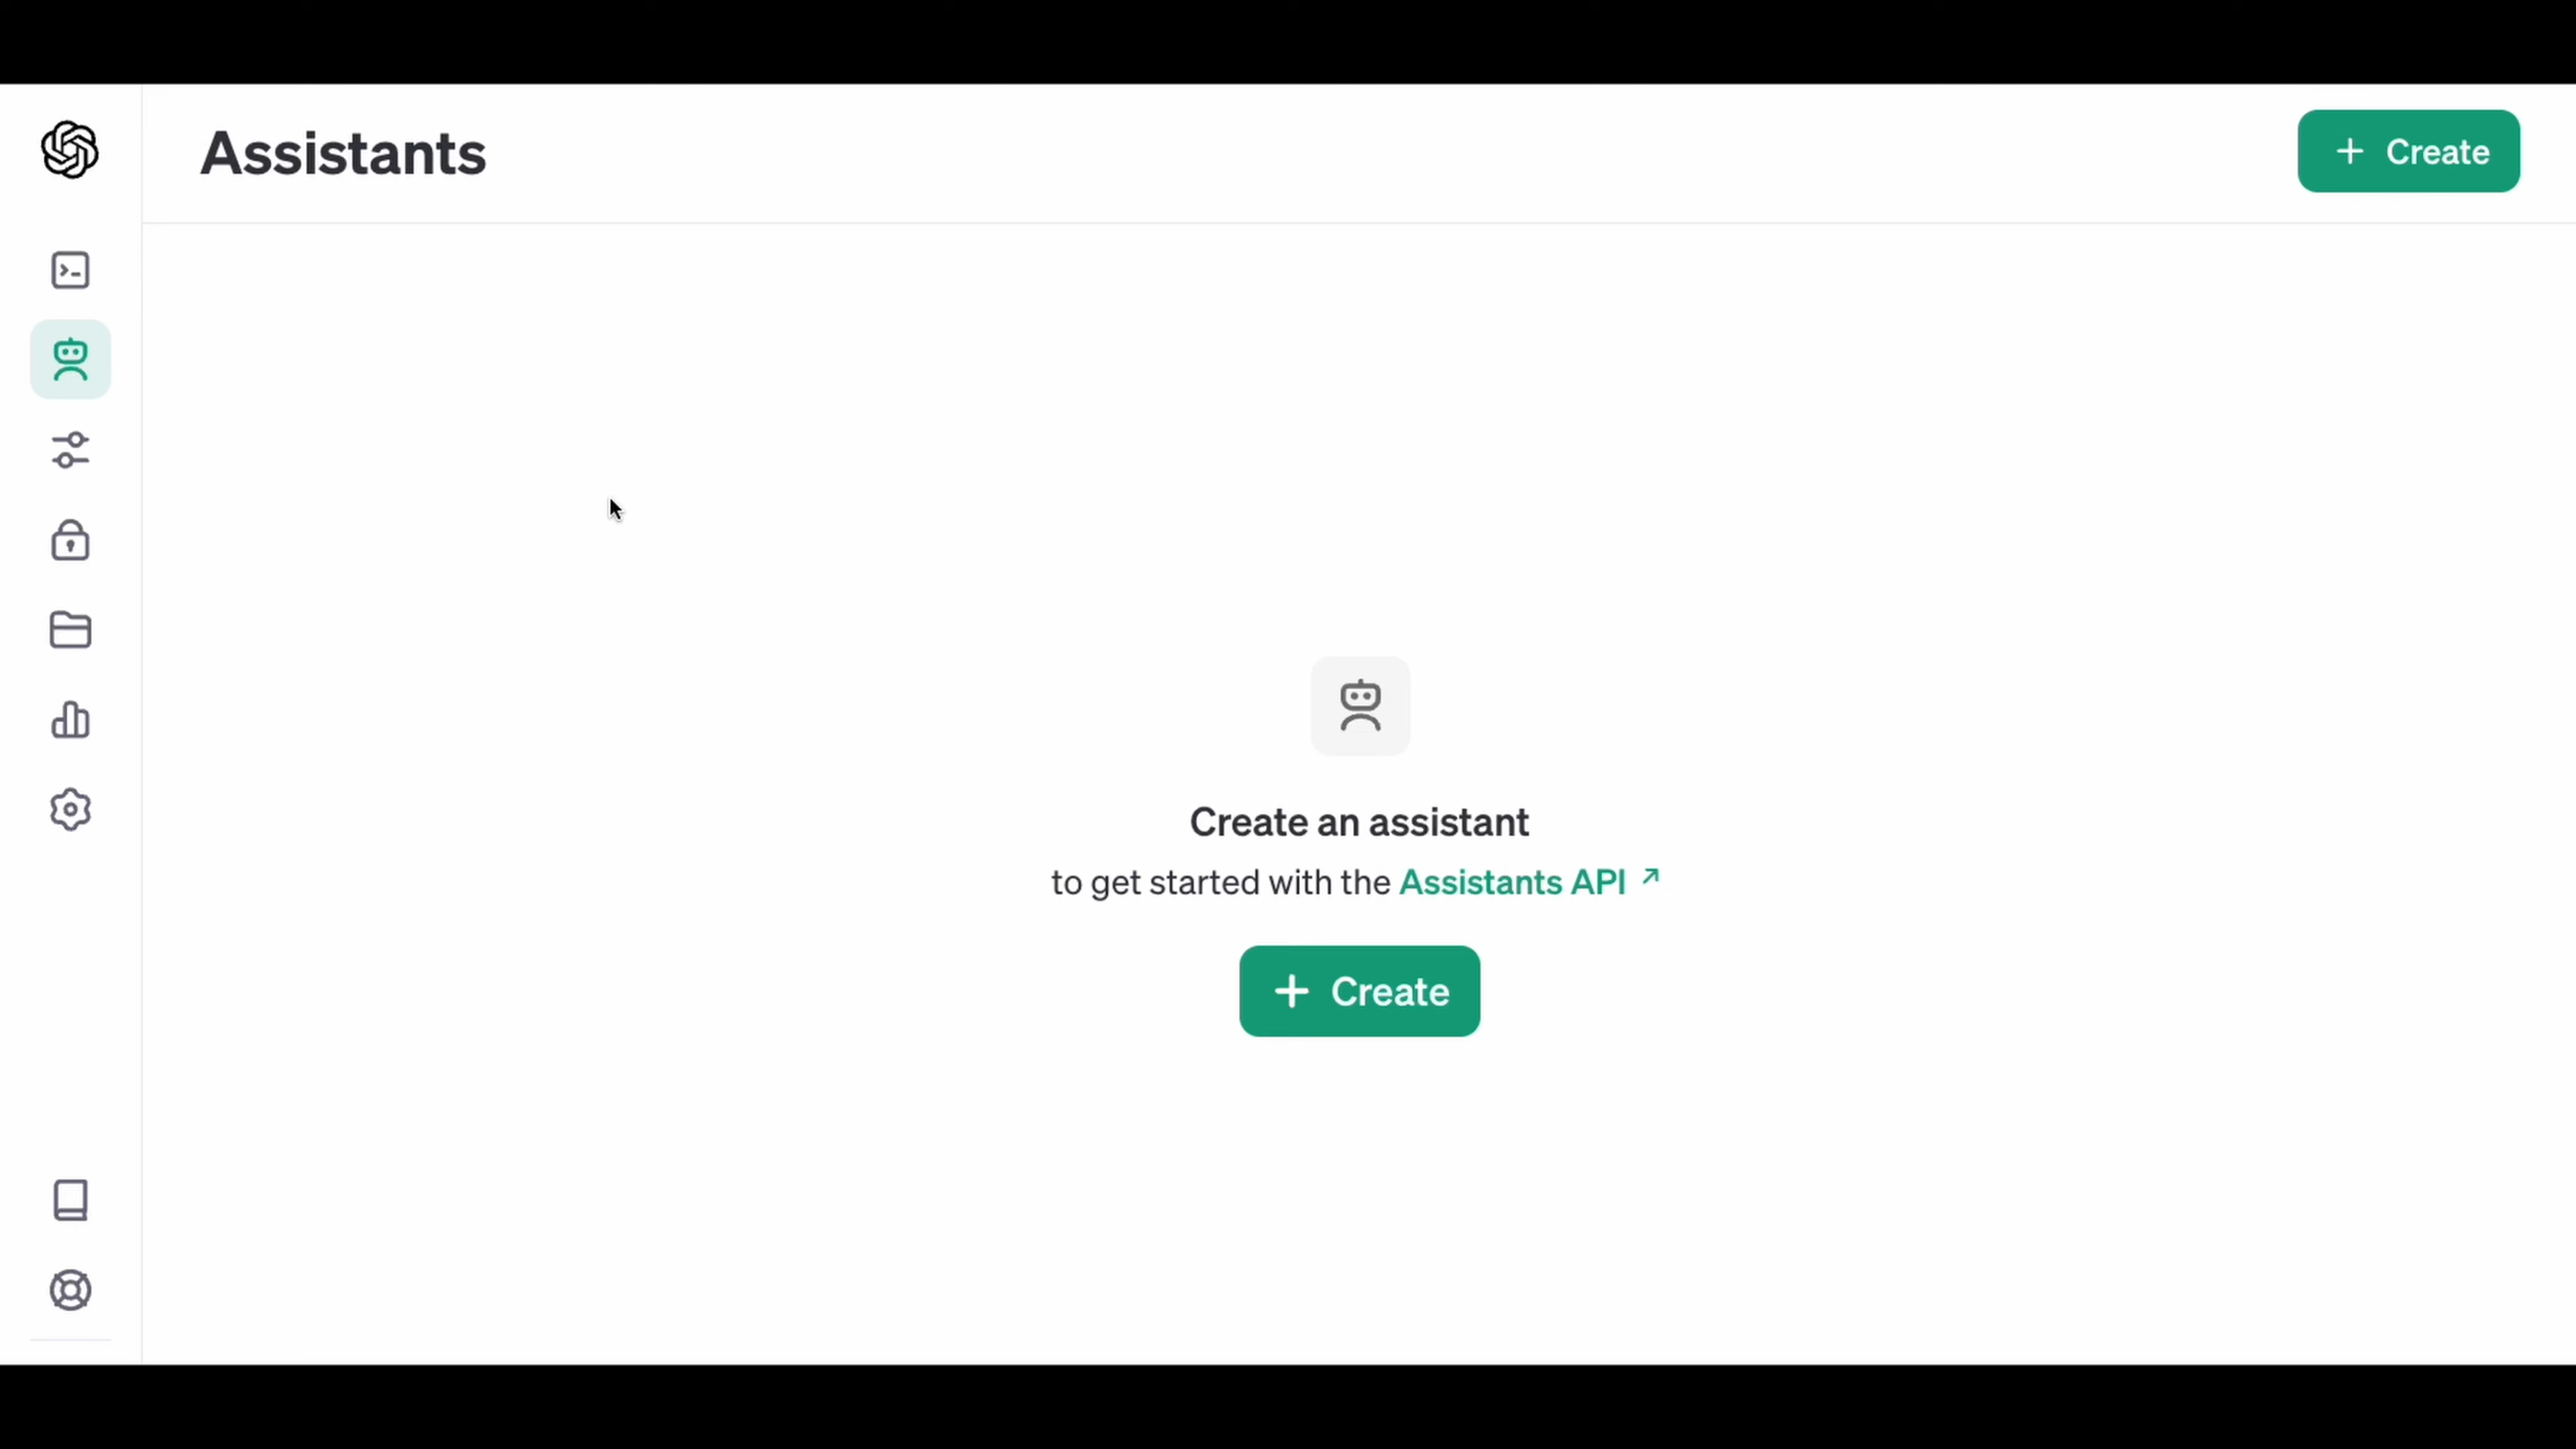 Assistants
+ Create
Create an assistant
to get started with the Assistants API ↗
+ Create